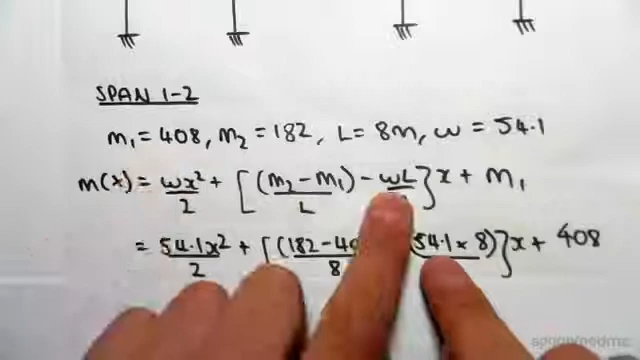 SPAN 1-2
m₁ = 408, m₂ = 182, L = 8m, w = 54.1
m(x) = wx²/2 + [(m₂ - m₁)/L - wL/ }x + m₁
= 54.1x²/2 + [(182-40 /8 (54.1 × 8) }x + 408